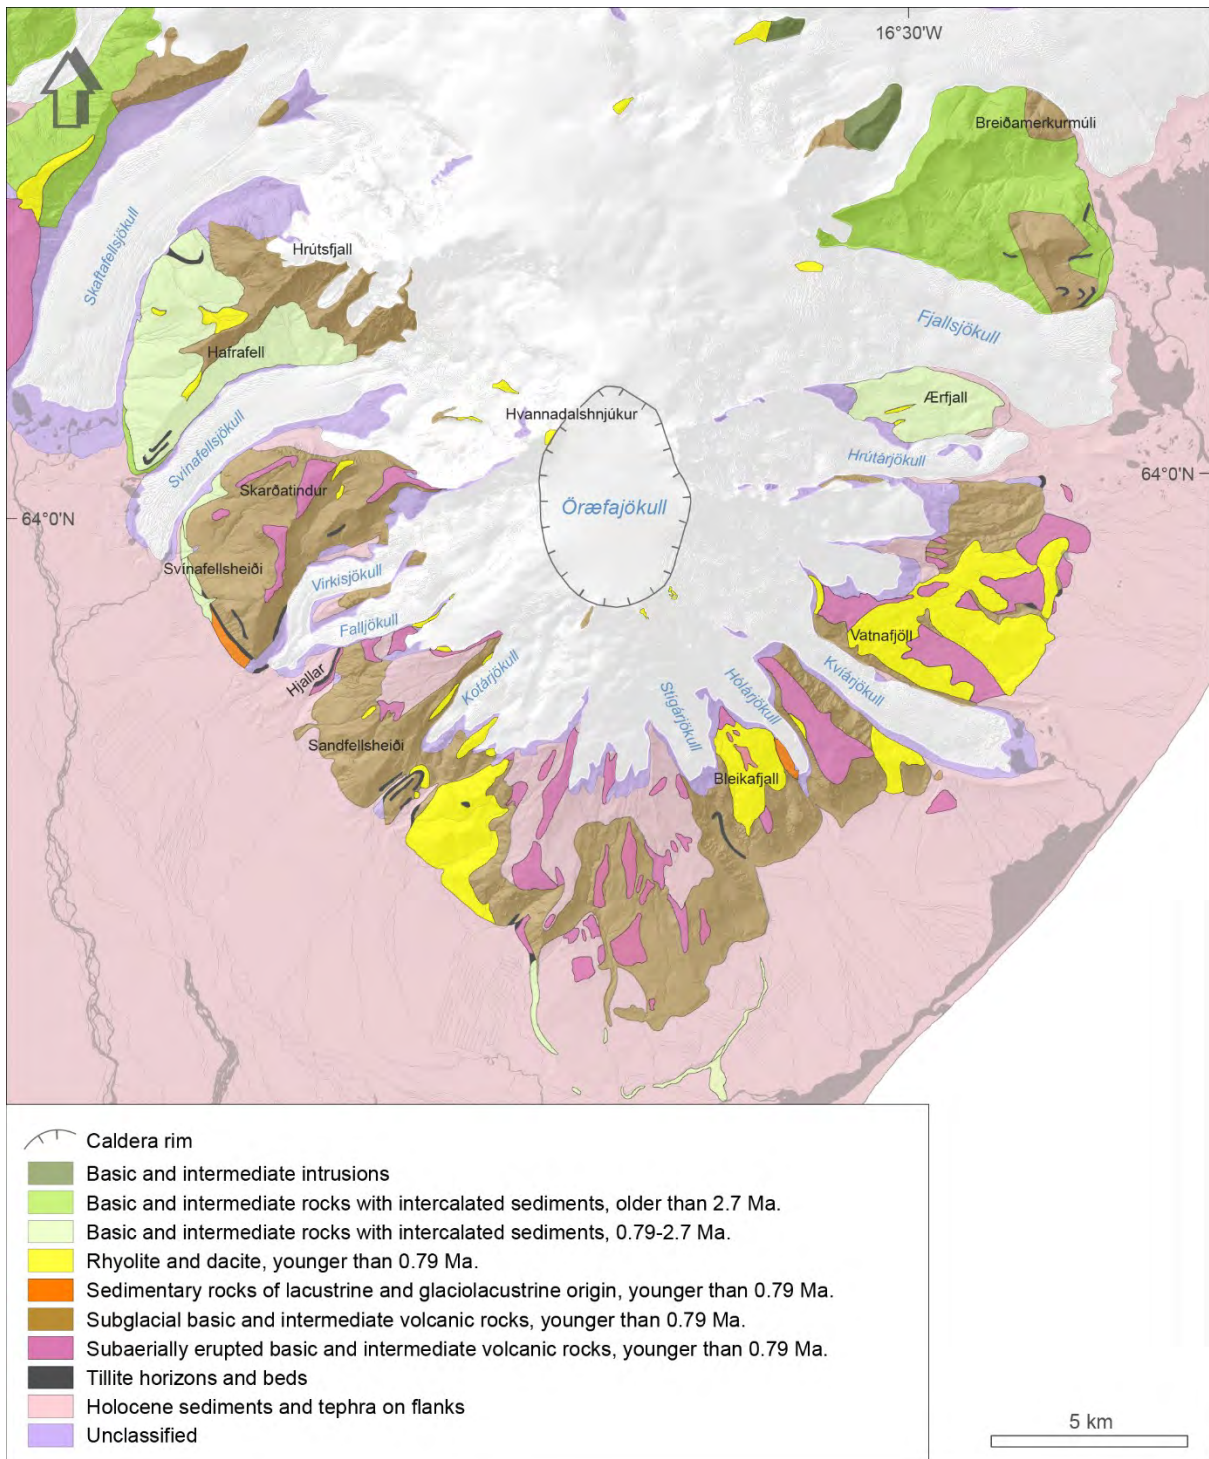 16°30'W
Breiðamerkurmúli
Skaftafellsjökull
Hrútsfjall
Fjallsjökull
Hafrafell
Ærfjall
Hvannadalshnjúkur
Svínafellsjökull
Hrútárjökull
64°0'N
Skarðatindur
Öræfajökull
64°0'N
Svínafellsheiði
Virkisjökull
Falljökull
Vatnafjöll
Hjallar
Kotárjökull
Stigárjökull
Hólárjökull
Kvíárjökull
Sandfellsheiði
Bleikafjall
Caldera rim
Basic and intermediate intrusions
Basic and intermediate rocks with intercalated sediments, older than 2.7 Ma.
Basic and intermediate rocks with intercalated sediments, 0.79-2.7 Ma.
Rhyolite and dacite, younger than 0.79 Ma.
Sedimentary rocks of lacustrine and glaciolacustrine origin, younger than 0.79 Ma.
Subglacial basic and intermediate volcanic rocks, younger than 0.79 Ma.
Subaerially erupted basic and intermediate volcanic rocks, younger than 0.79 Ma.
Tillite horizons and beds
Holocene sediments and tephra on flanks
Unclassified
5 km